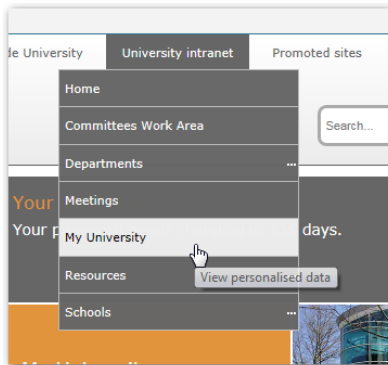 de University University intranet Promoted sites
Home
Committees Work Area
Search...
Departments ...
Meetings
Your
Your p
days.
My University
View personalised data
Resources
Schools ...